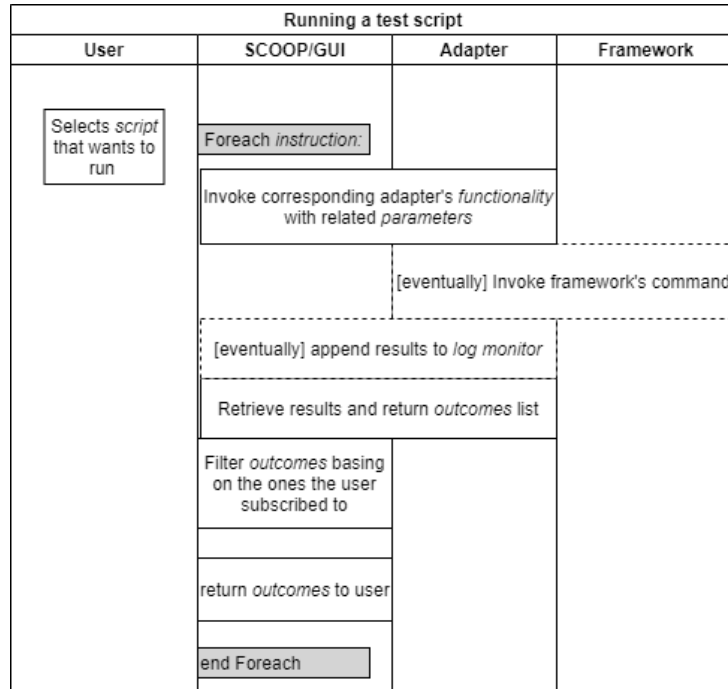 Running a test script
User
SCOOP/GUI
Adapter
Framework
Selects script
that wants to
run
Foreach instruction:
Invoke corresponding adapter's functionality
with related parameters
[eventually] Invoke framework's command
[eventually] append results to log monitor
Retrieve results and return outcomes list
Filter outcomes basing
on the ones the user
subscribed to
return outcomes to user
end Foreach